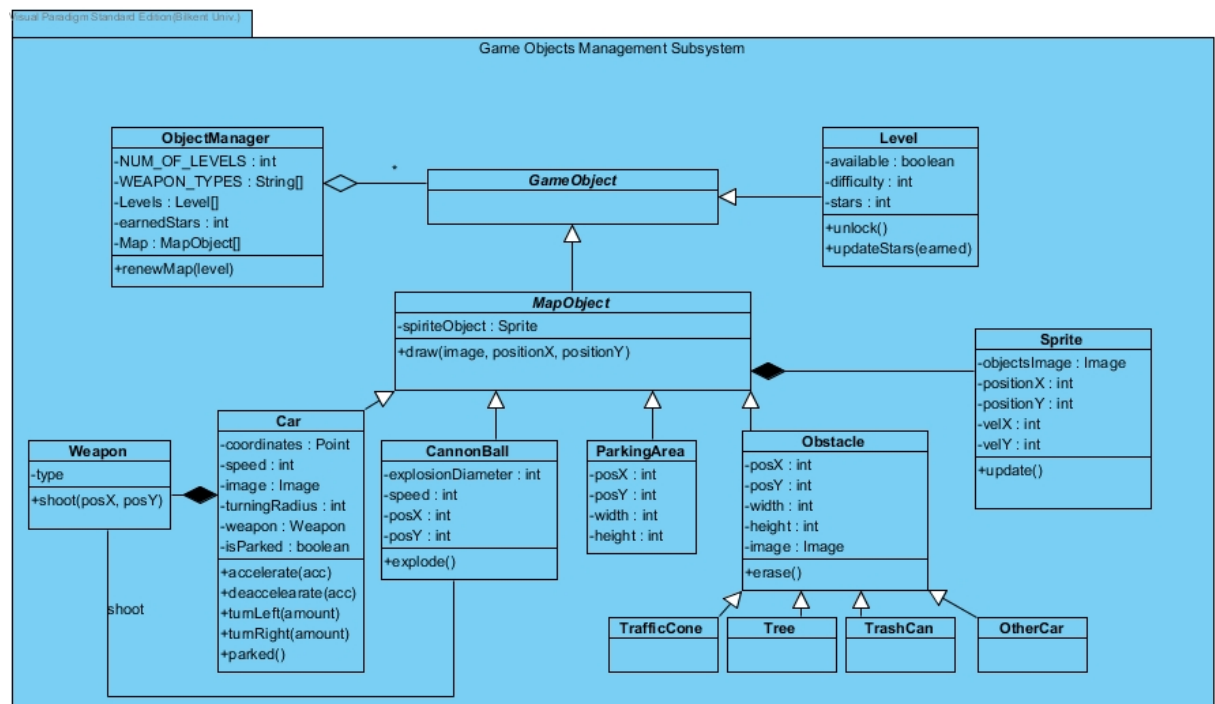 Visual Paradigm Standard Edition(Bilkent Univ.)
Game Objects Management Subsystem
ObjectManager
-NUM_OF_LEVELS : int
-WEAPON_TYPES : String[]
-Levels : Level[]
-earnedStars : int
-Map : MapObject[]
+renewMap(level)
*
GameObject
Level
-available : boolean
-difficulty : int
-stars : int
+unlock()
+updateStars(earned)
MapObject
-spiriteObject : Sprite
+draw(image, positionX, positionY)
Sprite
-objectsImage : Image
-positionX : int
-positionY : int
-velX : int
-velY : int
+update()
Weapon
-type
+shoot(posX, posY)
Car
-coordinates : Point
-speed : int
-image : Image
-turningRadius : int
-weapon : Weapon
-isParked : boolean
+accelerate(acc)
+deaccelearate(acc)
+turnLeft(amount)
+turnRight(amount)
+parked()
CannonBall
-explosionDiameter : int
-speed : int
-posX : int
-posY : int
+explode()
ParkingArea
-posX : int
-posY : int
-width : int
-height : int
Obstacle
-posX : int
-posY : int
-width : int
-height : int
-image : Image
+erase()
shoot
TrafficCone
Tree
TrashCan
OtherCar